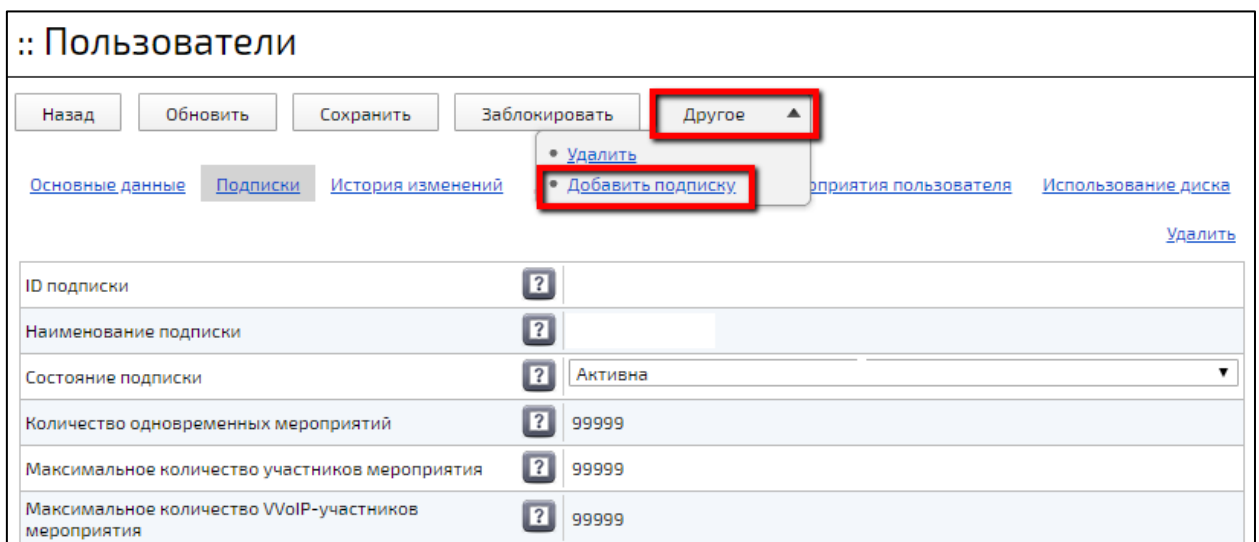 :: Пользователи
Назад Обновить Сохранить Заблокировать Другое
• Удалить
Основные данные Подписки История изменений • Добавить подписку оприятия пользователя Использование диска
Удалить
ID подписки ?
Наименование подписки ?
Состояние подписки ? Активна
Количество одновременных мероприятий ? 99999
Максимальное количество участников мероприятия ? 99999
Максимальное количество VVoIP-участников
мероприятия ? 99999